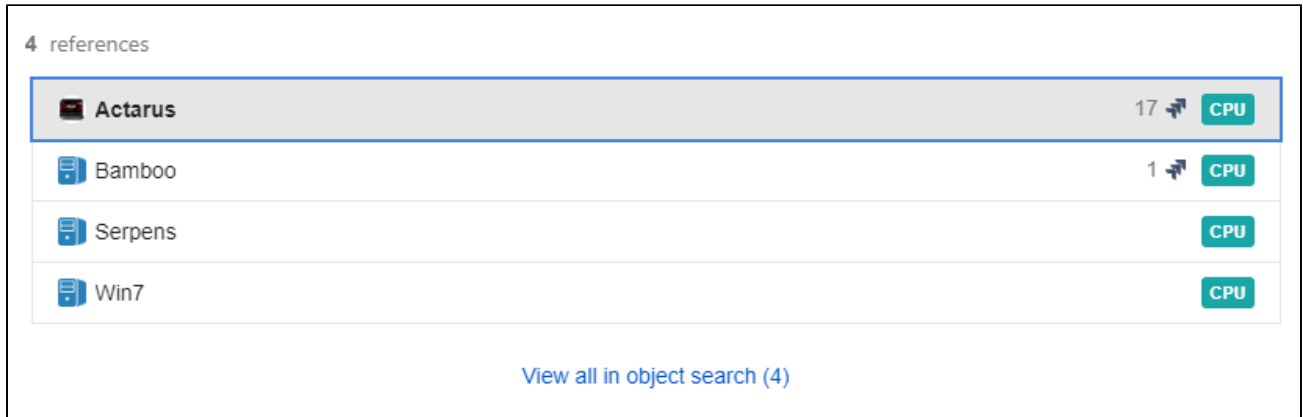 4 references
Actarus 17 CPU
Bamboo 1 CPU
Serpens CPU
Win7 CPU
View all in object search (4)